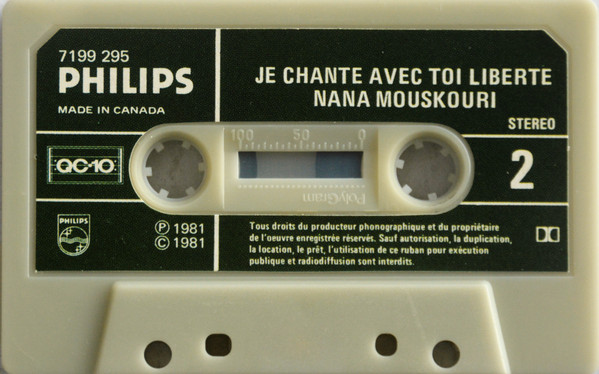 7199 295
PHILIPS
MADE IN CANADA
JE CHANTE AVEC TOI LIBERTE
NANA MOUSKOURI
STEREO
2
100 50 0
PolyGram
QC-10
PHILIPS
Ⓟ 1981
© 1981
Tous droits du producteur phonographique et du propriétaire
de l'oeuvre enregistrée réservés. Sauf autorisation, la duplication,
la location, le prêt, l'utilisation de ce ruban pour exécution
publique et radiodiffusion sont interdits.